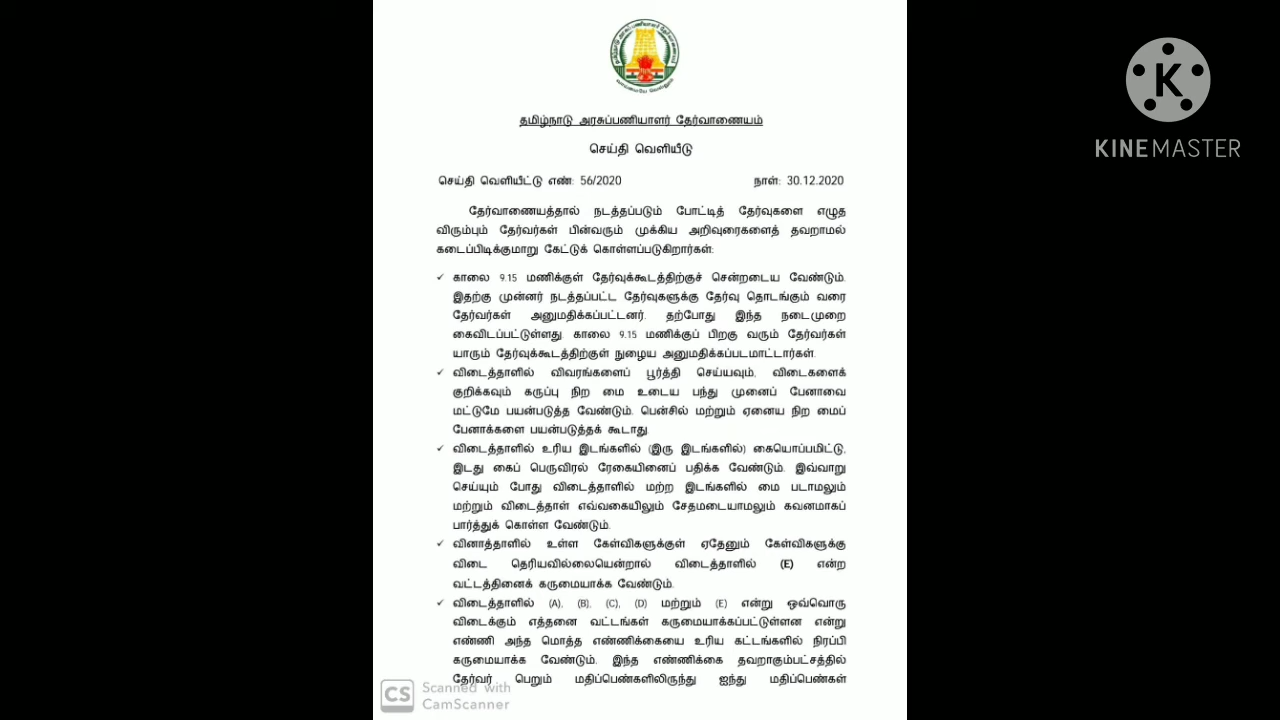 தமிழ்நாடு அரசுப்பணியாளர் தேர்வாணையம்
செய்தி வெளியீடு
செய்தி வெளியீட்டு எண்: 56/2020 நாள்: 30.12.2020
தேர்வாணையத்தால் நடத்தப்படும் போட்டித் தேர்வுகளை எழுத
விரும்பும் தேர்வர்கள் பின்வரும் முக்கிய அறிவுரைகளைத் தவறாமல்
கடைப்பிடிக்குமாறு கேட்டுக் கொள்ளப்படுகிறார்கள்:
✓ காலை 9.15 மணிக்குள் தேர்வுக்கூடத்திற்குச் சென்றடைய வேண்டும்.
இதற்கு முன்னர் நடத்தப்பட்ட தேர்வுகளுக்கு தேர்வு தொடங்கும் வரை
தேர்வர்கள் அனுமதிக்கப்பட்டனர். தற்போது இந்த நடைமுறை
கைவிடப்பட்டுள்ளது. காலை 9.15 மணிக்குப் பிறகு வரும் தேர்வர்கள்
யாரும் தேர்வுக்கூடத்திற்குள் நுழைய அனுமதிக்கப்படமாட்டார்கள்.
✓ விடைத்தாளில் விவரங்களைப் பூர்த்தி செய்யவும், விடைகளைக்
குறிக்கவும் கருப்பு நிற மை உடைய பந்து முனைப் பேனாவை
மட்டுமே பயன்படுத்த வேண்டும். பென்சில் மற்றும் ஏனைய நிற மைப்
பேனாக்களை பயன்படுத்தக் கூடாது.
✓ விடைத்தாளில் உரிய இடங்களில் (இரு இடங்களில்) கையொப்பமிட்டு,
இடது கைப் பெருவிரல் ரேகையினைப் பதிக்க வேண்டும். இவ்வாறு
செய்யும் போது விடைத்தாளில் மற்ற இடங்களில் மை படாமலும்
மற்றும் விடைத்தாள் எவ்வகையிலும் சேதமடையாமலும் கவனமாகப்
பார்த்துக் கொள்ள வேண்டும்.
✓ வினாத்தாளில் உள்ள கேள்விகளுக்குள் ஏதேனும் கேள்விகளுக்கு
விடை தெரியவில்லையென்றால் விடைத்தாளில் (E) என்ற
வட்டத்தினைக் கருமையாக்க வேண்டும்.
✓ விடைத்தாளில் (A), (B), (C), (D) மற்றும் (E) என்று ஒவ்வொரு
விடைக்கும் எத்தனை வட்டங்கள் கருமையாக்கப்பட்டுள்ளன என்று
எண்ணி அந்த மொத்த எண்ணிக்கையை உரிய கட்டங்களில் நிரப்பி
கருமையாக்க வேண்டும். இந்த எண்ணிக்கை தவறாகும்பட்சத்தில்
தேர்வர் பெறும் மதிப்பெண்களிலிருந்து ஐந்து மதிப்பெண்கள்
K
KINEMASTER
CS Scanned with
CamScanner